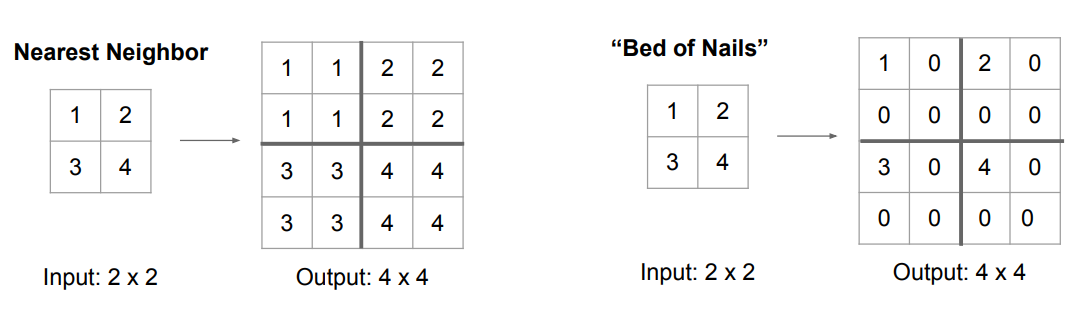 Nearest Neighbor
1 2
3 4
1 1 2 2
1 1 2 2
3 3 4 4
3 3 4 4
Input: 2 x 2
Output: 4 x 4
“Bed of Nails”
1 2
3 4
1 0 2 0
0 0 0 0
3 0 4 0
0 0 0 0
Input: 2 x 2
Output: 4 x 4